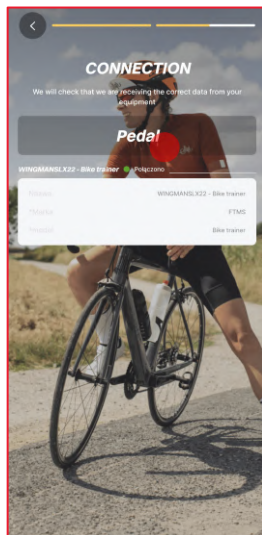 CONNECTION
We will check that we are receiving the correct data from your
equipment
Pedal
WINGMANSLX22 - Bike trainer Połączono
WINGMANSLX22 - Bike trainer
FTMS
Bike trainer